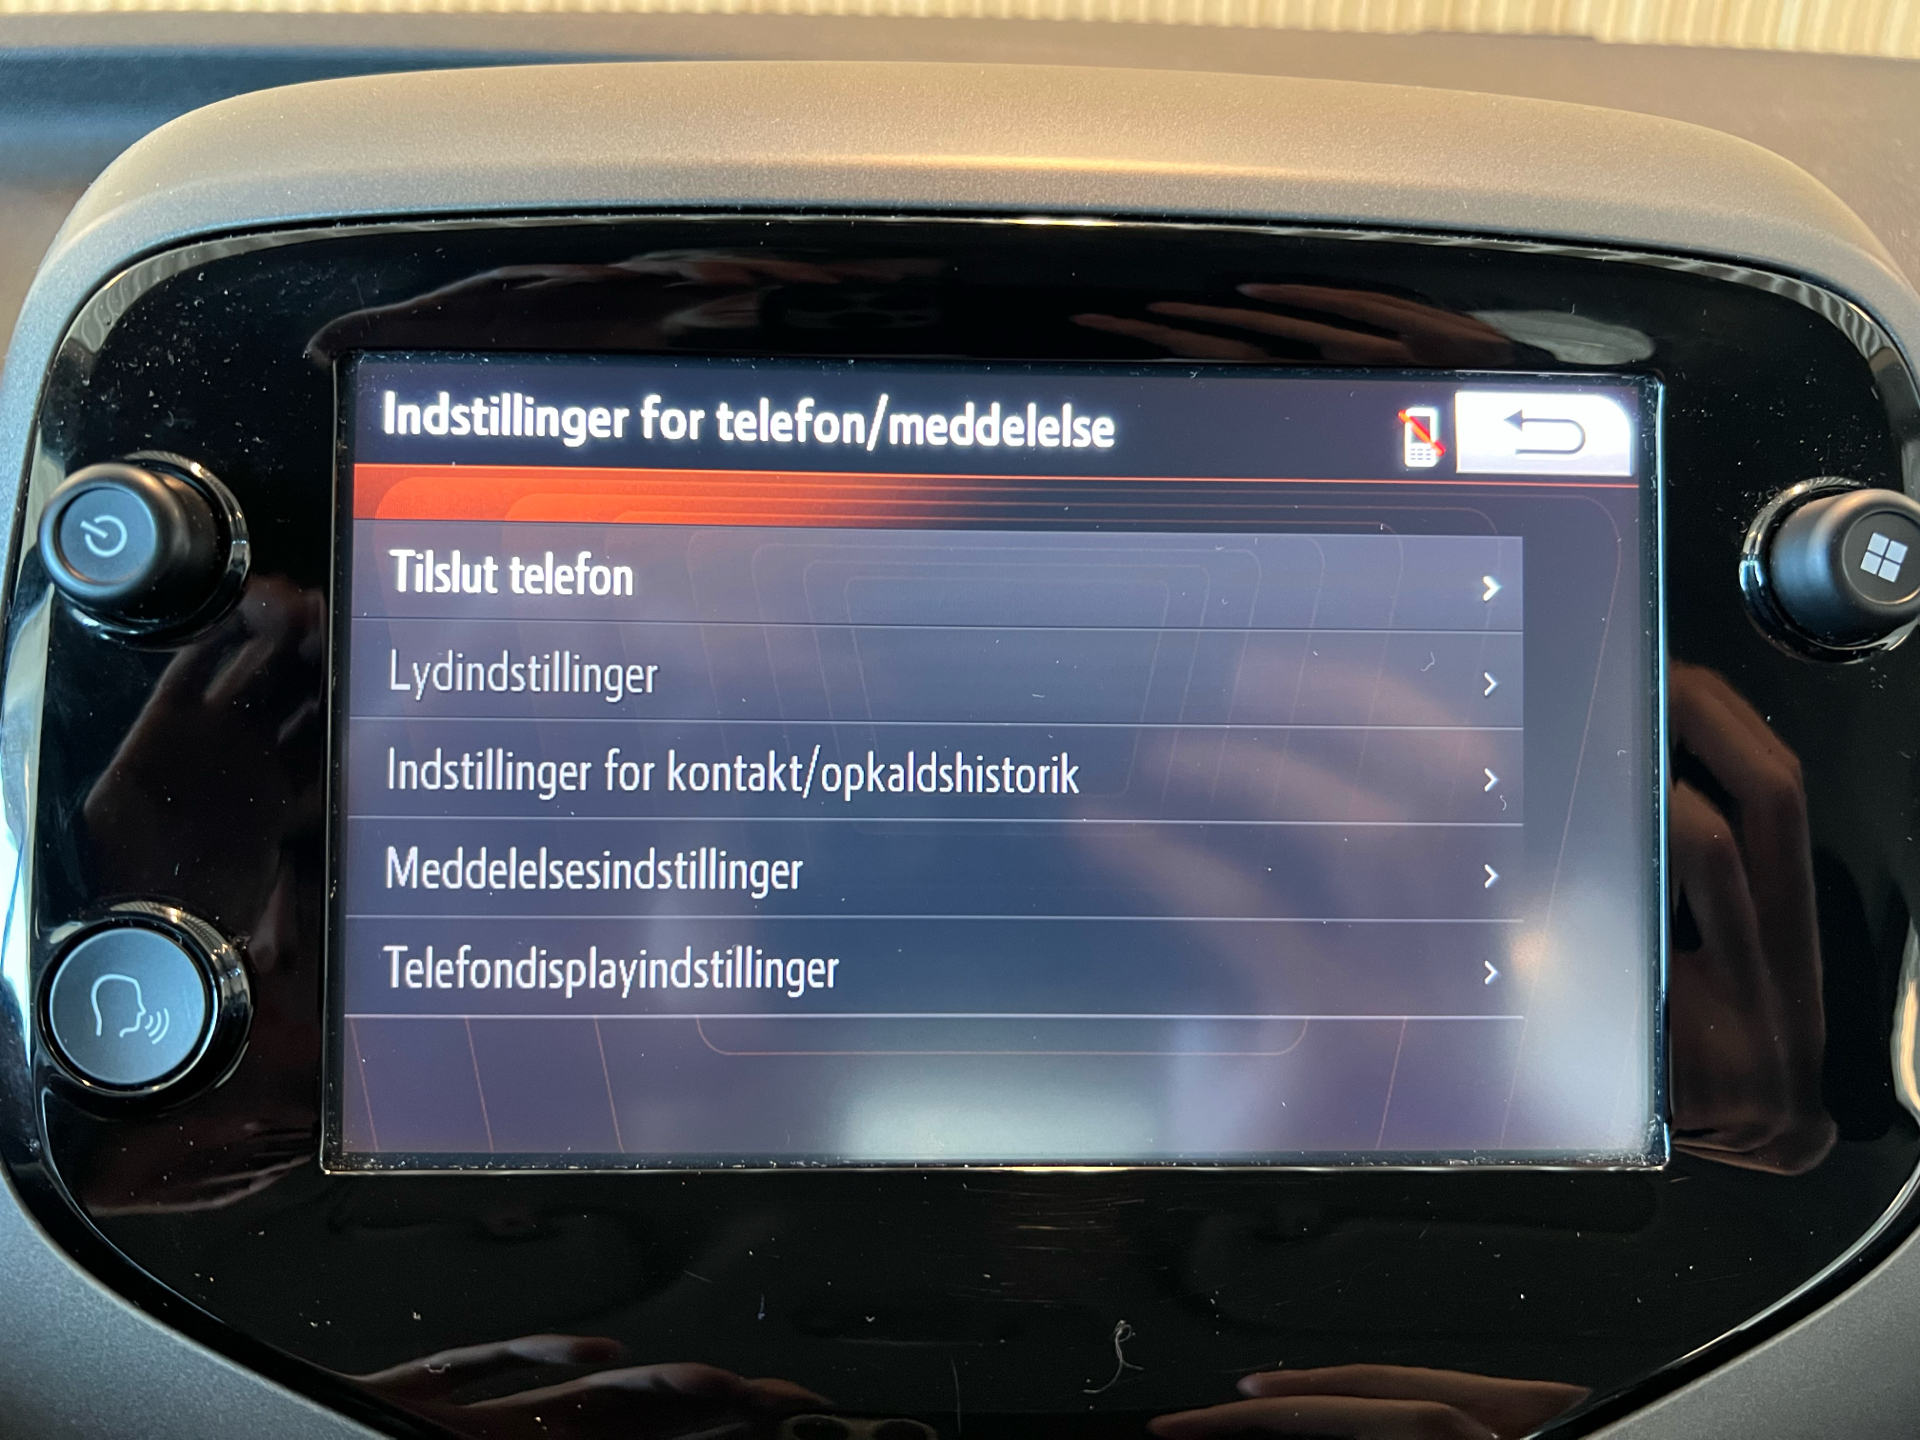 Indstillinger for telefon/meddelelse
Tilslut telefon
Lydindstillinger
Indstillinger for kontakt/opkaldshistorik
Meddelelsesindstillinger
Telefondisplayindstillinger